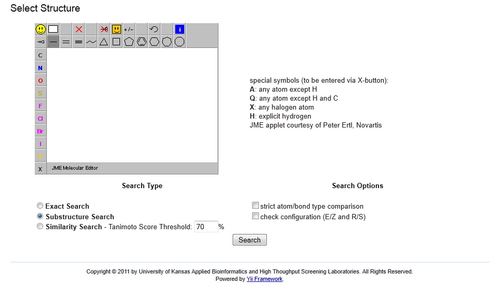 Select Structure
+/-
i
C
N
O
S
F
Cl
Br
I
X
JME Molecular Editor
special symbols (to be entered via X-button):
A: any atom except H
Q: any atom except H and C
X: any halogen atom
H: explicit hydrogen
JME applet courtesy of Peter Ertl, Novartis
Search Type
Search Options
Exact Search
Substructure Search
Similarity Search - Tanimoto Score Threshold: 70 %
strict atom/bond type comparison
check configuration (E/Z and R/S)
Search
Copyright © 2011 by University of Kansas Applied Bioinformatics and High Thoughput Screening Laboratories. All Rights Reserved.
Powered by Yii Framework.